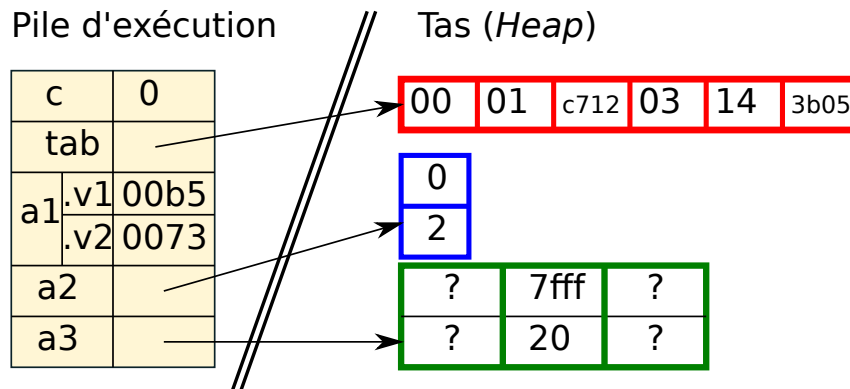 Pile d'exécution Tas (Heap)
c 0
00 01 c712 03 14 3b05
tab
a1 .v1 00b5
.v2 0073
0
2
a2
? 7fff ?
a3
? 20 ?